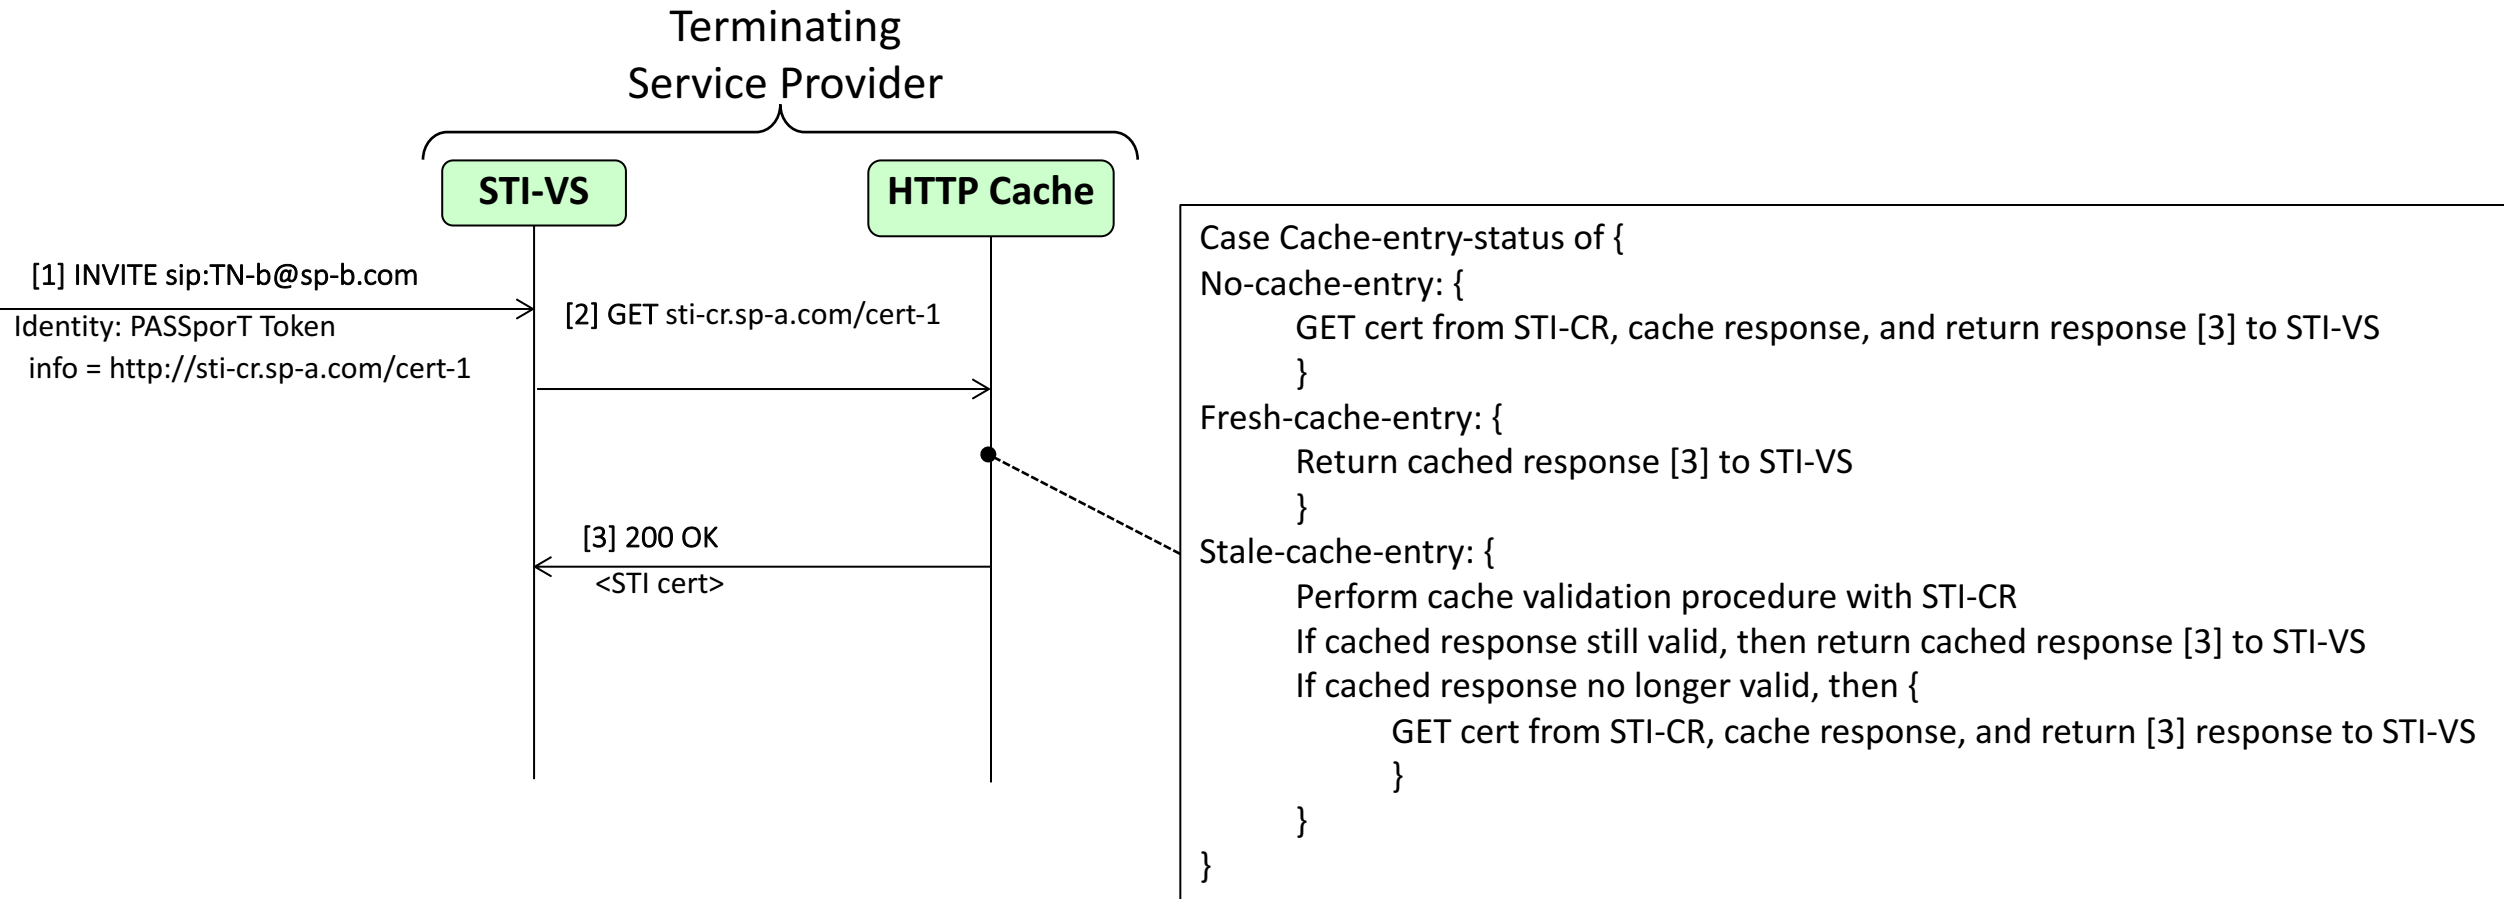 Terminating
Service Provider
STI-VS
HTTP Cache
[1] INVITE sip:TN-b@sp-b.com
Identity: PASSporT Token
info = http://sti-cr.sp-a.com/cert-1
[2] GET sti-cr.sp-a.com/cert-1
[3] 200 OK
<STI cert>
Case Cache-entry-status of {
No-cache-entry: {
GET cert from STI-CR, cache response, and return response [3] to STI-VS
}
Fresh-cache-entry: {
Return cached response [3] to STI-VS
}
Stale-cache-entry: {
Perform cache validation procedure with STI-CR
If cached response still valid, then return cached response [3] to STI-VS
If cached response no longer valid, then {
GET cert from STI-CR, cache response, and return [3] response to STI-VS
}
}
}